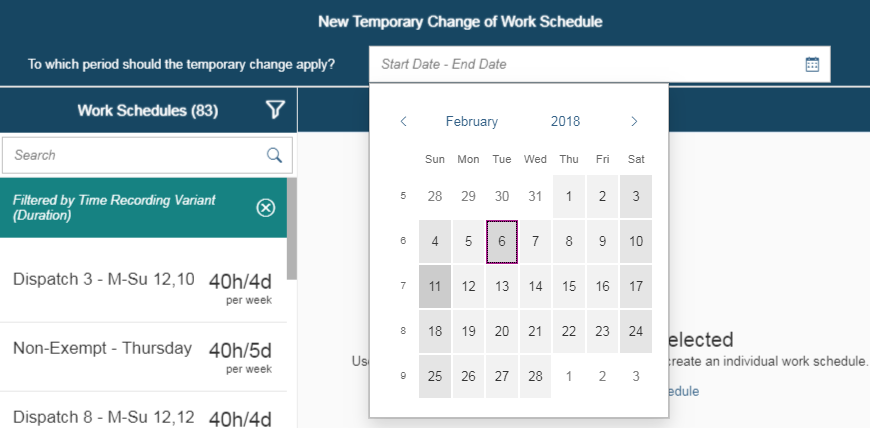 New Temporary Change of Work Schedule
To which period should the temporary change apply?
Start Date - End Date
Work Schedules (83)
Search
Filtered by Time Recording Variant
(Duration)
Dispatch 3 - M-Su 12,10 40h/4d
per week
Non-Exempt - Thursday 40h/5d
per week
Dispatch 8 - M-Su 12,12 40h/4d
February 2018
Sun Mon Tue Wed Thu Fri Sat
5 28 29 30 31 1 2 3
6 4 5 6 7 8 9 10
7 11 12 13 14 15 16 17
8 18 19 20 21 22 23 24
9 25 26 27 28 1 2 3
elected
create an individual work schedule.
edule